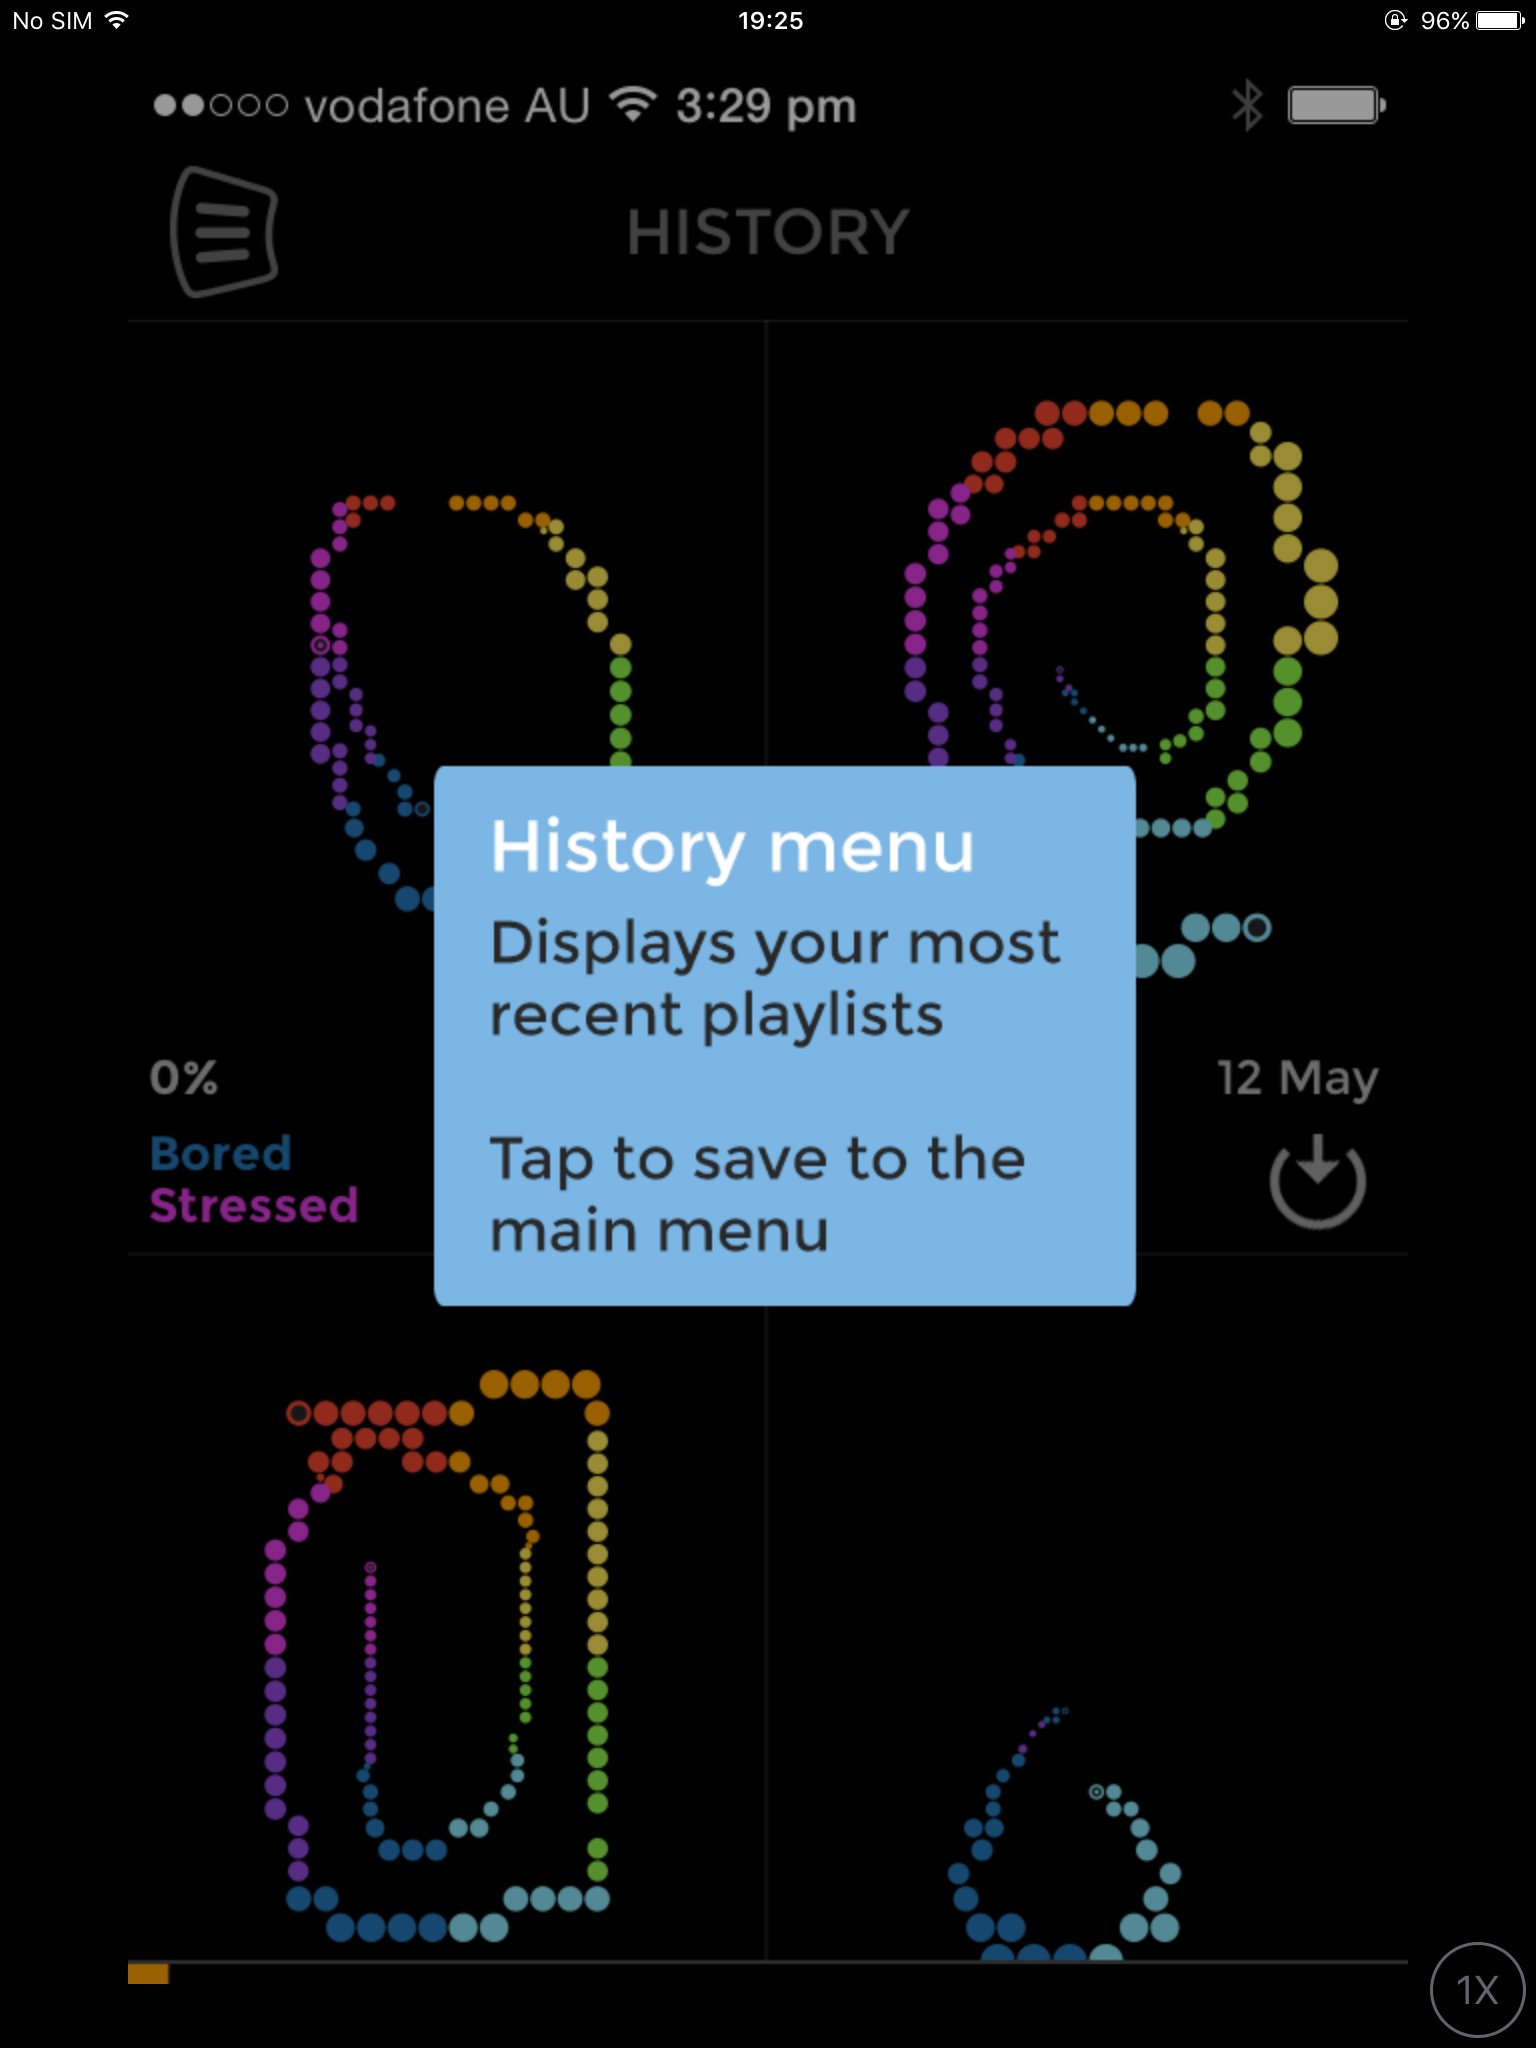 No SIM 19:25 96%
vodafone AU 3:29 pm
HISTORY
History menu
Displays your most
recent playlists
Tap to save to the
main menu
0%
Bored
Stressed
12 May
1X